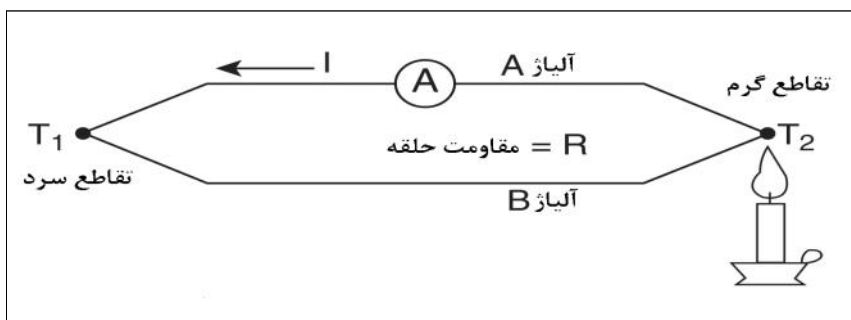 I
A
آلیاژ A
تقاطع گرم
T1
T2
مقاومت حلقه = R
تقاطع سرد
آلیاژ B